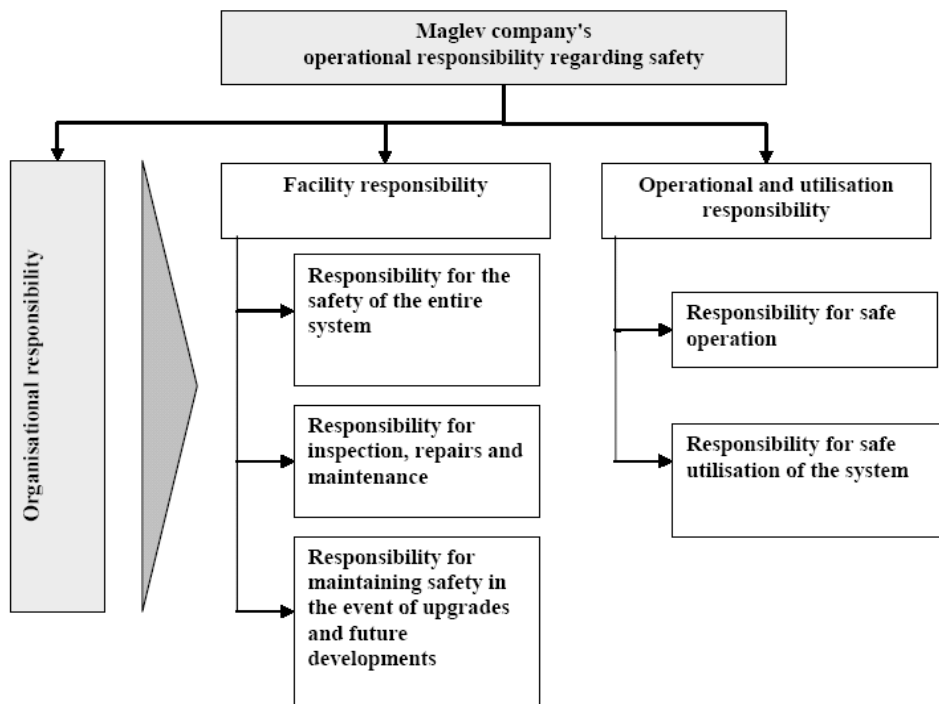 Maglev company's
operational responsibility regarding safety
Organisational responsibility
Facility responsibility
Responsibility for the
safety of the entire
system
Responsibility for
inspection, repairs and
maintenance
Responsibility for
maintaining safety in
the event of upgrades
and future
developments
Operational and utilisation
responsibility
Responsibility for safe
operation
Responsibility for safe
utilisation of the system